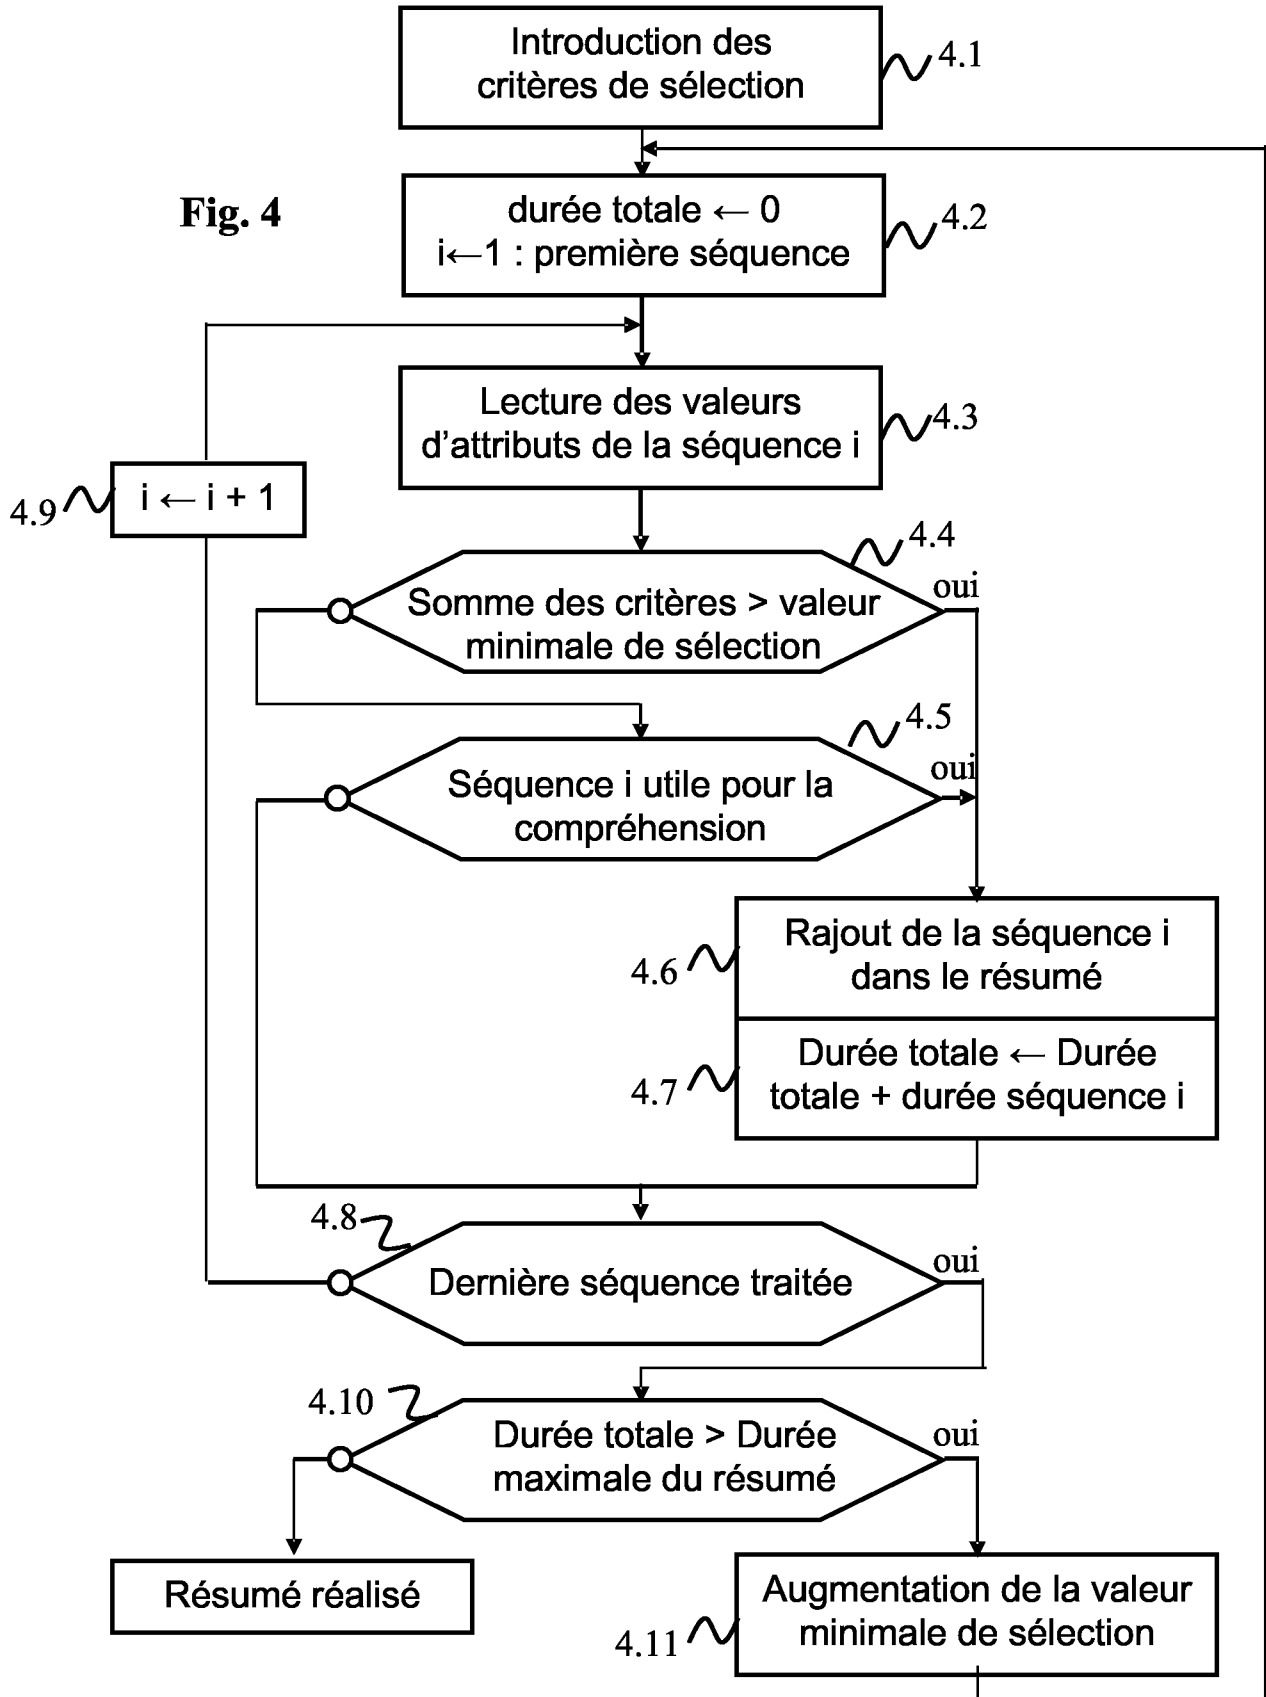 Introduction des
critères de sélection
4.1
Fig. 4
durée totale ← 0
i←1 : première séquence
4.2
Lecture des valeurs
d'attributs de la séquence i
4.3
4.9
i ← i + 1
4.4
oui
Somme des critères > valeur
minimale de sélection
4.5
oui
Séquence i utile pour la
compréhension
4.6
Rajout de la séquence i
dans le résumé
4.7
Durée totale ← Durée
totale + durée séquence i
4.8
oui
Dernière séquence traitée
4.10
oui
Durée totale > Durée
maximale du résumé
Résumé réalisé
4.11
Augmentation de la valeur
minimale de sélection